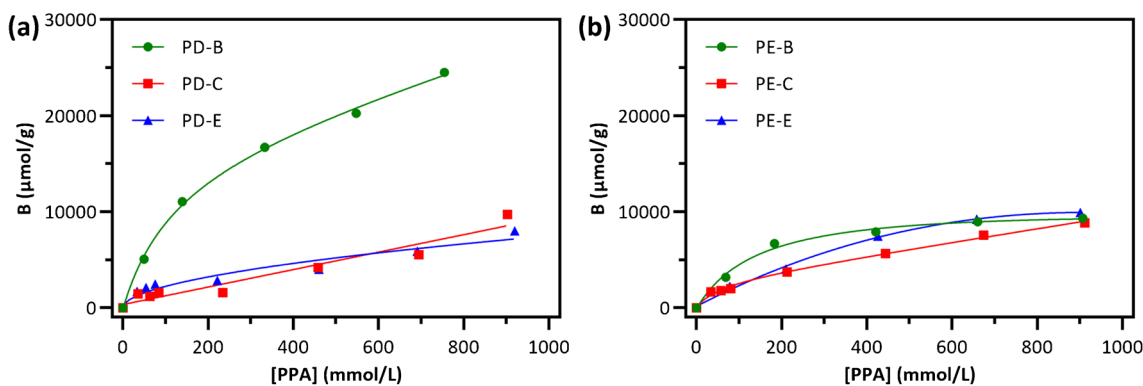 (a)
PD-B
PD-C
PD-E
30000
20000
10000
0
B (μmol/g)
0 200 400 600 800 1000
[PPA] (mmol/L)
(b)
PE-B
PE-C
PE-E
30000
20000
10000
0
B (μmol/g)
0 200 400 600 800 1000
[PPA] (mmol/L)